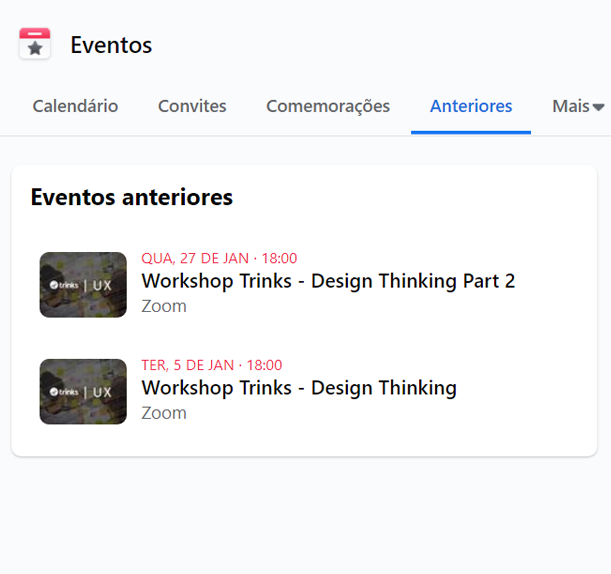 Eventos
Calendário Convites Comemorações Anteriores Mais
Eventos anteriores
trinks | UX
QUA, 27 DE JAN · 18:00
Workshop Trinks - Design Thinking Part 2
Zoom
trinks | UX
TER, 5 DE JAN · 18:00
Workshop Trinks - Design Thinking
Zoom